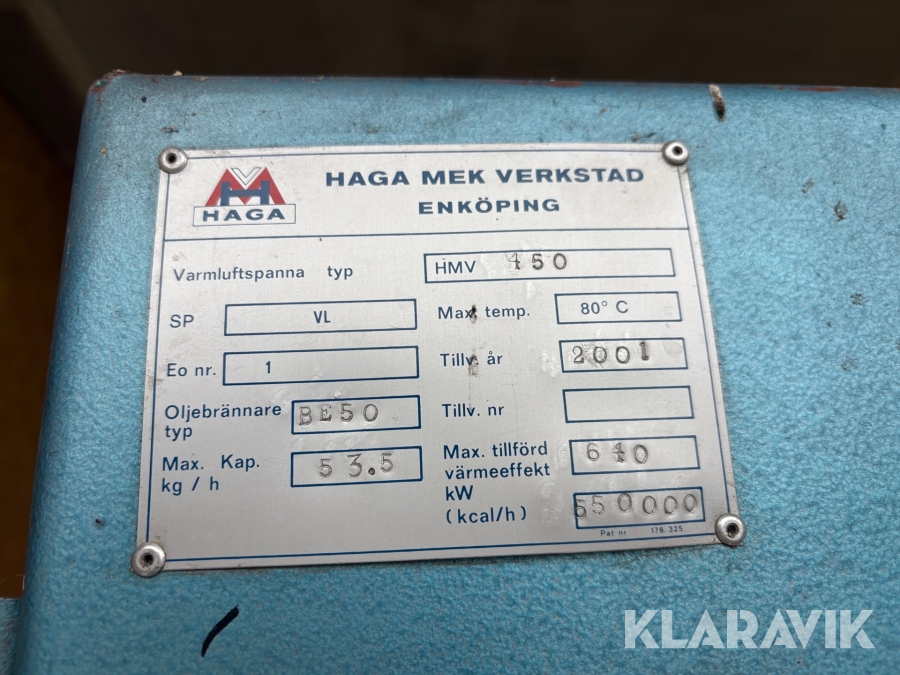 HAGA
HAGA MEK VERKSTAD
ENKÖPING
Varmluftspanna typ HMV 450
SP VL Max. temp. 80° C
Eo nr. 1 Tillv. år 2001
Oljebrännare typ BE50 Tillv. nr
Max. Kap. kg / h 53.5
Max. tillförd
värmeeffekt
kW 640
(kcal/h) 550000
Pat nr 176.325
KLARAVIK